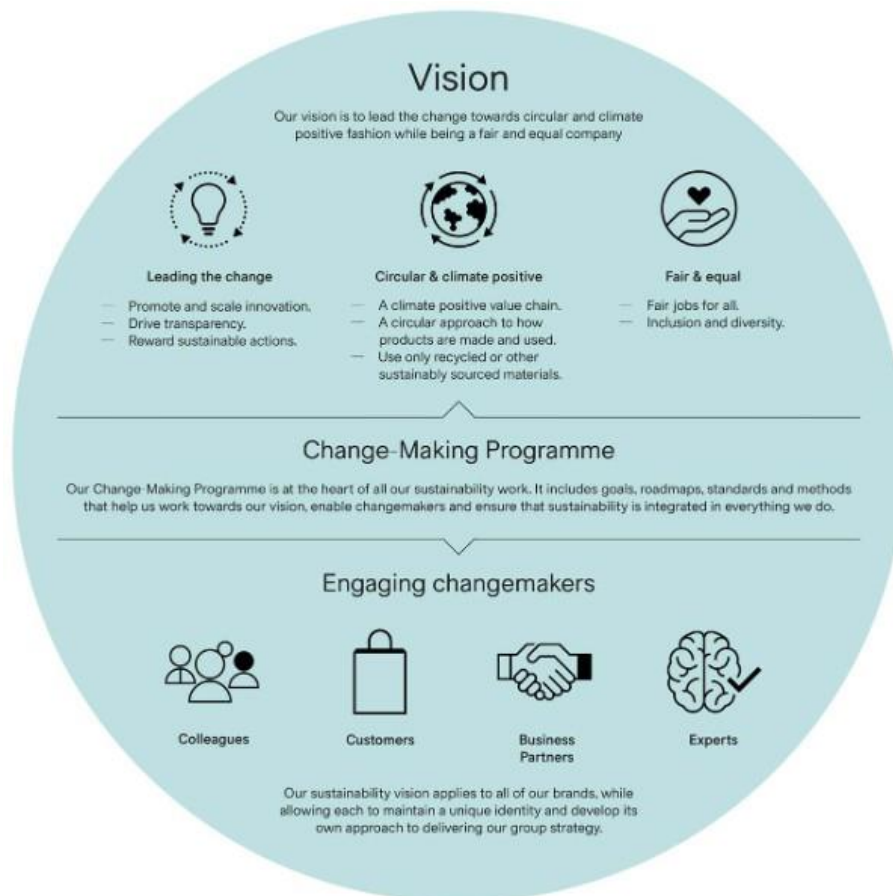 Vision
Our vision is to lead the change towards circular and climate
positive fashion while being a fair and equal company
Leading the change
— Promote and scale innovation.
— Drive transparency.
— Reward sustainable actions.
Circular & climate positive
— A climate positive value chain.
— A circular approach to how
products are made and used.
— Use only recycled or other
sustainably sourced materials.
Fair & equal
— Fair jobs for all.
— Inclusion and diversity.
Change-Making Programme
Our Change-Making Programme is at the heart of all our sustainability work. It includes goals, roadmaps, standards and methods
that help us work towards our vision, enable changemakers and ensure that sustainability is integrated in everything we do.
Engaging changemakers
Colleagues
Customers
Business
Partners
Experts
Our sustainability vision applies to all of our brands, while
allowing each to maintain a unique identity and develop its
own approach to delivering our group strategy.